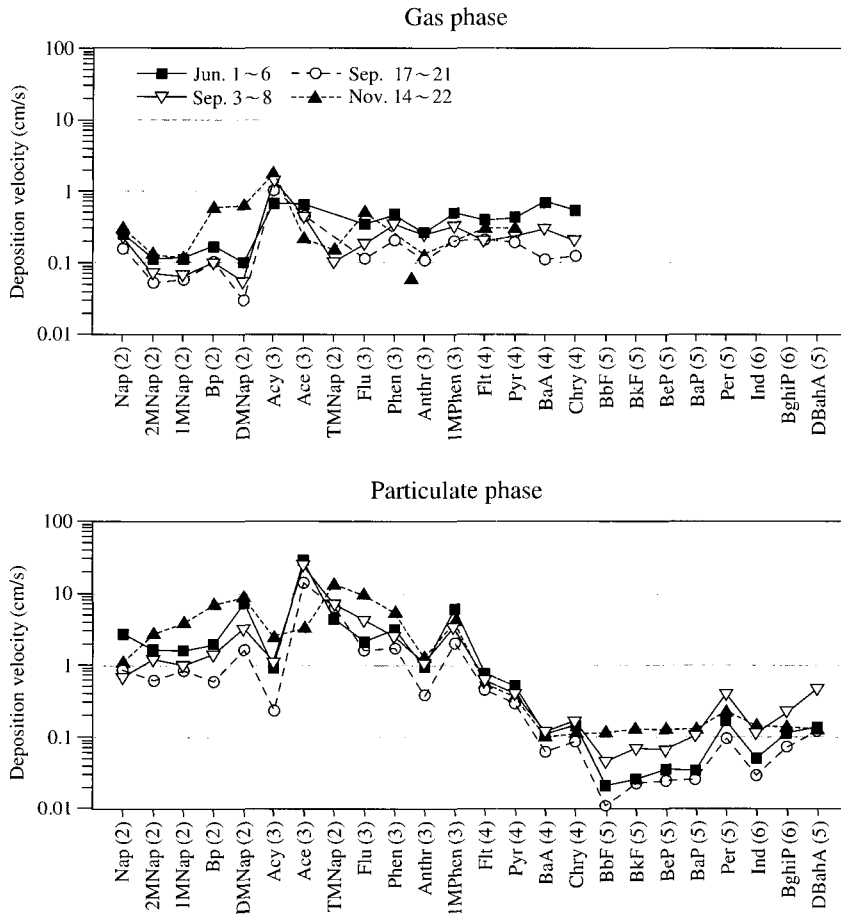 Gas phase
Deposition velocity (cm/s)
100
10
1
0.1
0.01
Jun. 1~6
Sep. 17~21
Sep. 3~8
Nov. 14~22
Nap (2)
2MNap (2)
1MNap (2)
Bp (2)
DMNap (2)
Acy (3)
Ace (3)
TMNap (2)
Flu (3)
Phen (3)
Anthr (3)
1MPhen (3)
Flt (4)
Pyr (4)
BaA (4)
Chry (4)
BbF (5)
BkF (5)
BeP (5)
BaP (5)
Per (5)
Ind (6)
BghiP (6)
DBahA (5)
Particulate phase
Deposition velocity (cm/s)
100
10
1
0.1
0.01
Nap (2)
2MNap (2)
1MNap (2)
Bp (2)
DMNap (2)
Acy (3)
Ace (3)
TMNap (2)
Flu (3)
Phen (3)
Anthr (3)
1MPhen (3)
Flt (4)
Pyr (4)
BaA (4)
Chry (4)
BbF (5)
BkF (5)
BeP (5)
BaP (5)
Per (5)
Ind (6)
BghiP (6)
DBahA (5)